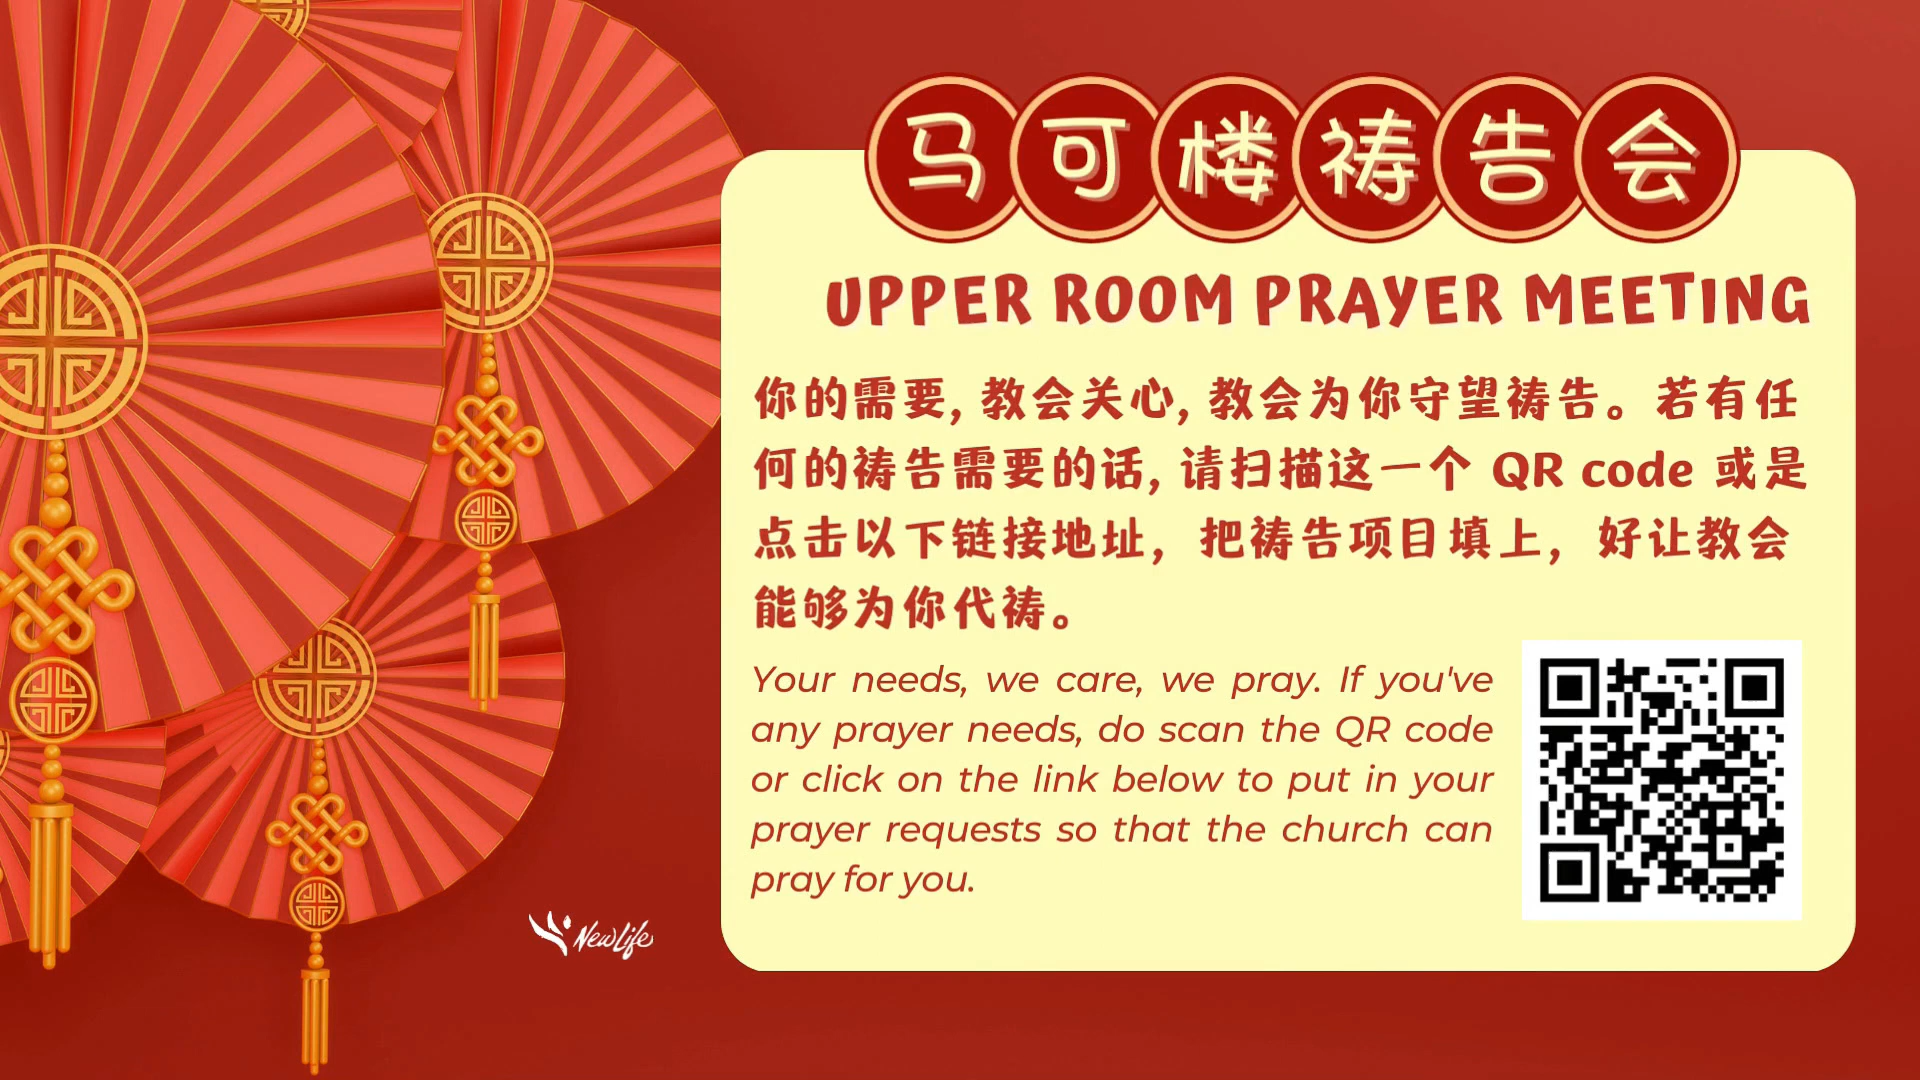 马可楼祷告会
UPPER ROOM PRAYER MEETING
你的需要, 教会关心, 教会为你守望祷告。若有任
何的祷告需要的话, 请扫描这一个 QR code 或是
点击以下链接地址，把祷告项目填上，好让教会
能够为你代祷。
Your needs, we care, we pray. If you've
any prayer needs, do scan the QR code
or click on the link below to put in your
prayer requests so that the church can
pray for you.
NewLife